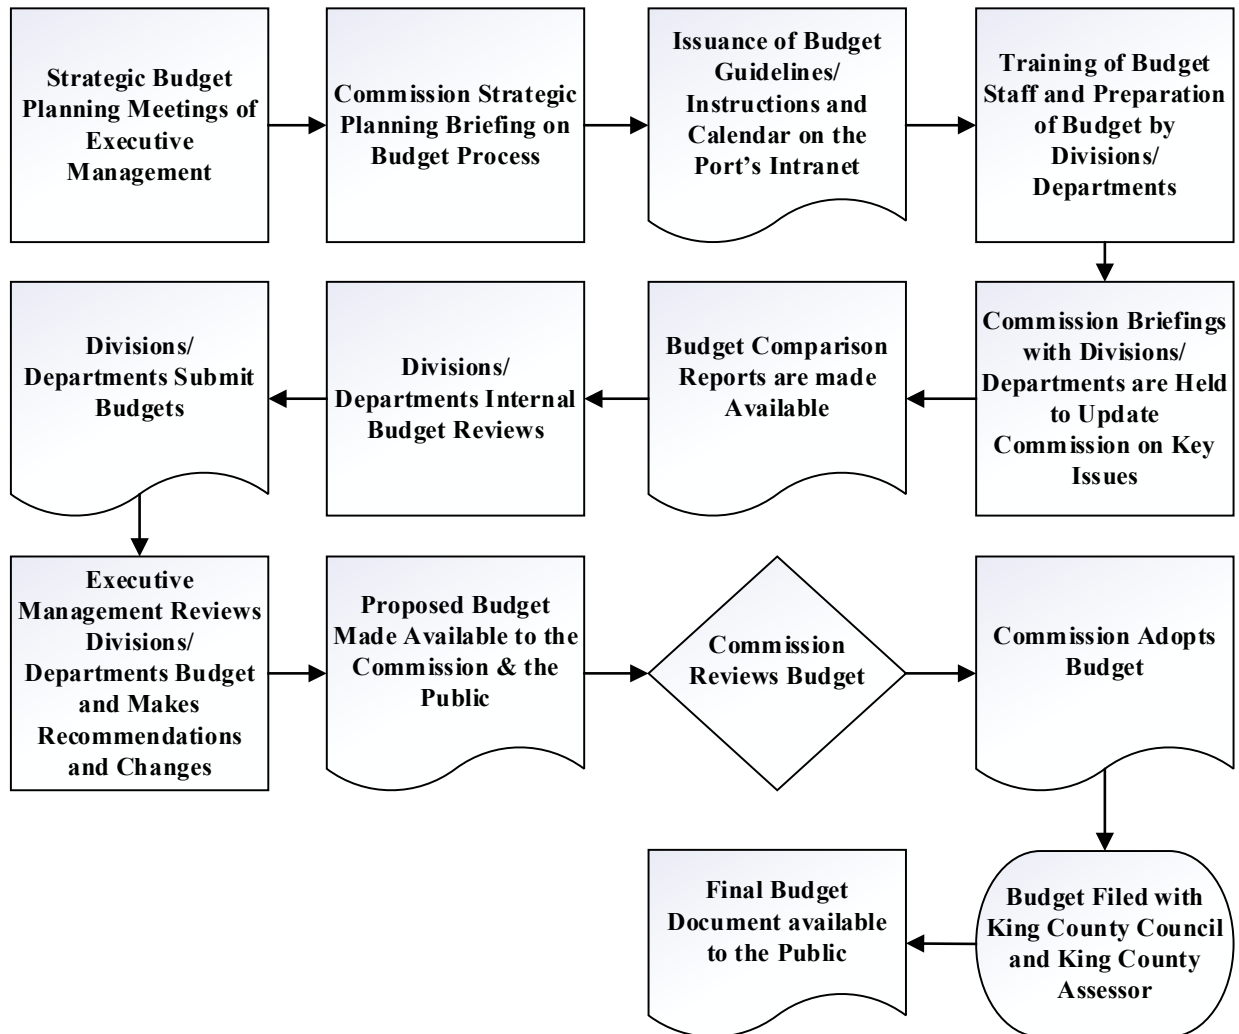 Strategic Budget
Planning Meetings of
Executive
Management
Commission Strategic
Planning Briefing on
Budget Process
Issuance of Budget
Guidelines/
Instructions and
Calendar on the
Port's Intranet
Training of Budget
Staff and Preparation
of Budget by
Divisions/
Departments
Commission Briefings
with Divisions/
Departments are Held
to Update
Commission on Key
Issues
Budget Comparison
Reports are made
Available
Divisions/
Departments Internal
Budget Reviews
Divisions/
Departments Submit
Budgets
Executive
Management Reviews
Divisions/
Departments Budget
and Makes
Recommendations
and Changes
Proposed Budget
Made Available to the
Commission & the
Public
Commission
Reviews Budget
Commission Adopts
Budget
Budget Filed with
King County Council
and King County
Assessor
Final Budget
Document available
to the Public